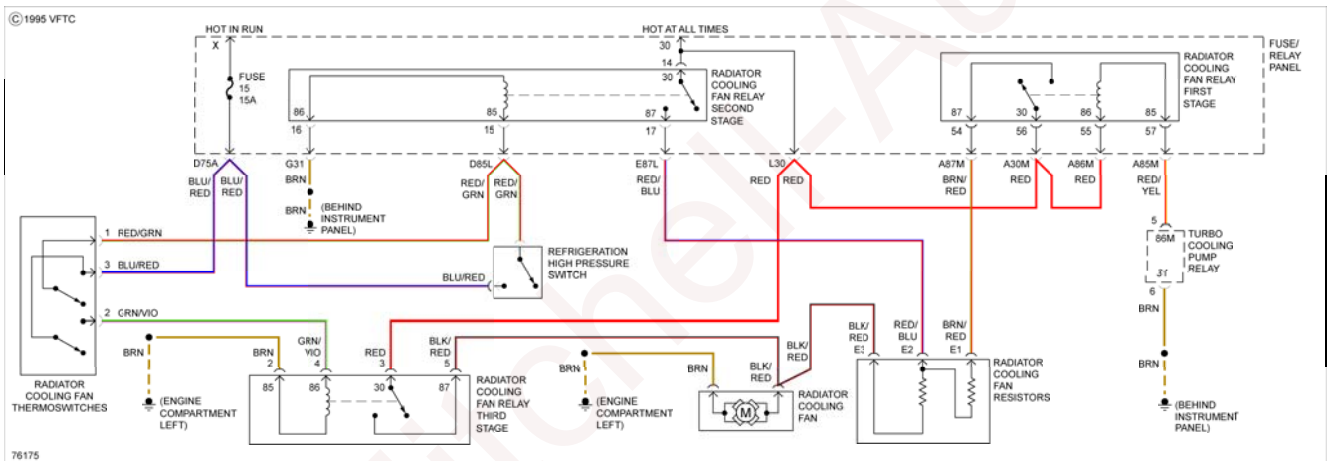 © 1995 VFTC
HOT IN RUN
HOT AT ALL TIMES
X
30
FUSE/
RELAY
PANEL
FUSE
15
15A
14
30
RADIATOR
COOLING
FAN RELAY
SECOND
STAGE
RADIATOR
COOLING
FAN RELAY
FIRST
STAGE
86
85
87
87
30
86
85
16
15
17
54
56
55
57
D75A
G31
D85L
E87L
L30
A87M
A30M
A86M
A85M
BLU/
RED
BLU/
RED
BRN
RED/
GRN
RED/
GRN
RED/
BLU
RED
RED
BRN/
RED
RED
RED
RED/
YEL
BRN
(BEHIND
INSTRUMENT
PANEL)
5
86M
TURBO
COOLING
PUMP
RELAY
31
6
1 RED/GRN
3 BLU/RED
2 GRN/VIO
REFRIGERATION
HIGH PRESSURE
SWITCH
BLU/RED
BRN
BRN
BRN
2
GRN/
VIO
4
RED
3
BLK/
RED
5
BRN
BRN
BLK/
RED
BLK/
RED
BLK/
RED
E3
RED/
BLU
E2
BRN/
RED
E1
BRN
RADIATOR
COOLING FAN
THERMOSWITCHES
(ENGINE
COMPARTMENT
LEFT)
85
86
30
87
RADIATOR
COOLING
FAN RELAY
THIRD
STAGE
(ENGINE
COMPARTMENT
LEFT)
M
RADIATOR
COOLING
FAN
RADIATOR
COOLING
FAN
RESISTORS
(BEHIND
INSTRUMENT
PANEL)
76175